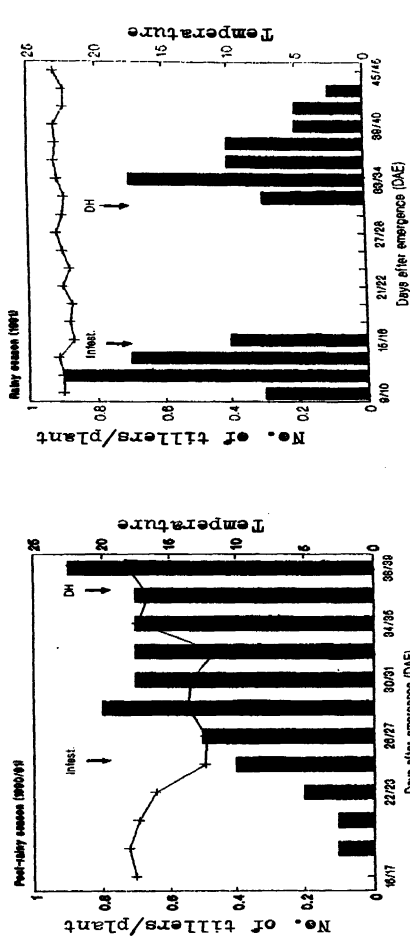 Post-rainy season (1990/91)
No. of tillers/plant
1
0.8
0.6
0.4
0.2
0
Infest.
DH
25
20
15
10
5
0
Temperature
16/17 22/23 26/27 30/31 34/35 38/39
Days after emergence (DAE)
Rainy season (1991)
No. of tillers/plant
1
0.8
0.6
0.4
0.2
0
Infest.
DH
25
20
15
10
5
0
Temperature
9/10 15/16 21/22 27/28 33/34 39/40 45/46
Days after emergence (DAE)